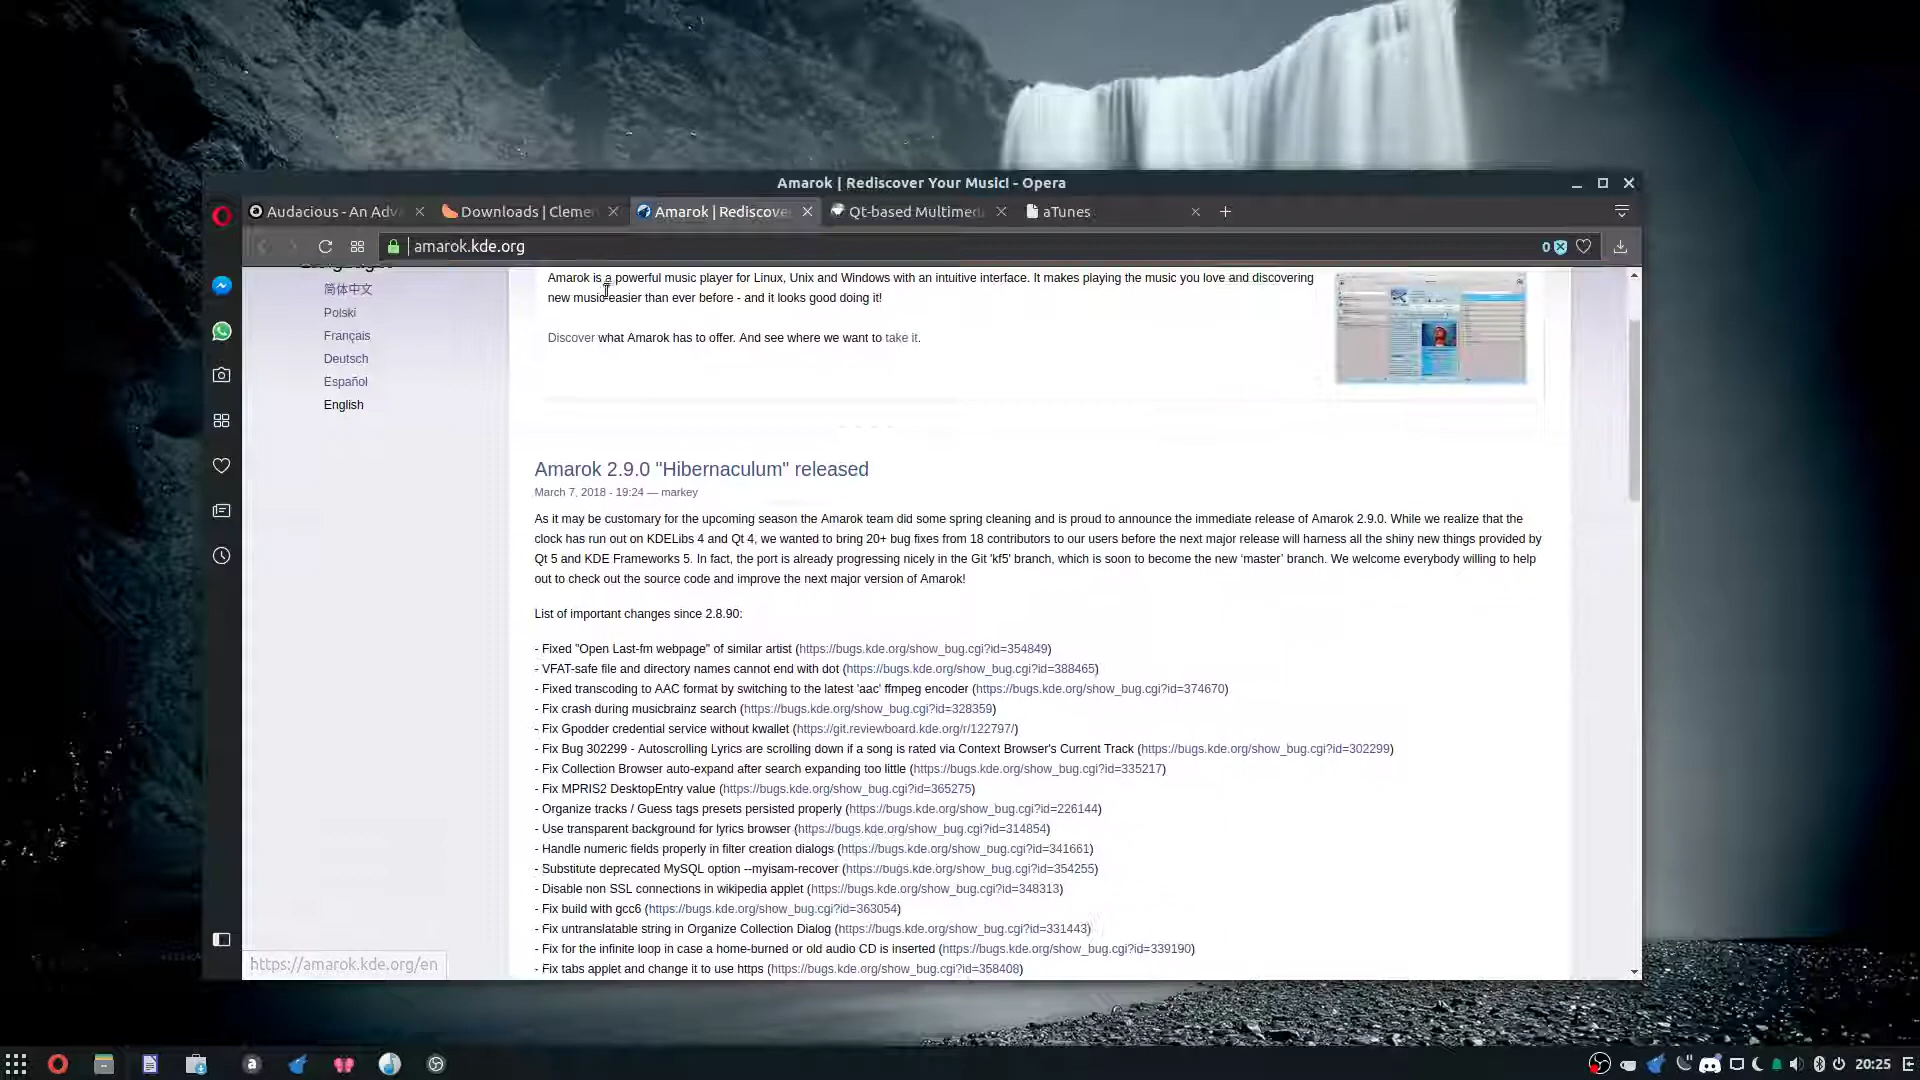 Amarok | Rediscover Your Music! - Opera
Audacious - An Adv
Downloads | Clemen
Amarok | Rediscove
Qt-based Multimed
aTunes
amarok.kde.org
0
简体中文
Polski
Français
Deutsch
Español
English
Amarok is a powerful music player for Linux, Unix and Windows with an intuitive interface. It makes playing the music you love and discovering
new music easier than ever before - and it looks good doing it!
Discover what Amarok has to offer. And see where we want to take it.
Amarok 2.9.0 "Hibernaculum" released
March 7, 2018 - 19:24 — markey
As it may be customary for the upcoming season the Amarok team did some spring cleaning and is proud to announce the immediate release of Amarok 2.9.0. While we realize that the
clock has run out on KDELibs 4 and Qt 4, we wanted to bring 20+ bug fixes from 18 contributors to our users before the next major release will harness all the shiny new things provided by
Qt 5 and KDE Frameworks 5. In fact, the port is already progressing nicely in the Git 'kf5' branch, which is soon to become the new ‘master’ branch. We welcome everybody willing to help
out to check out the source code and improve the next major version of Amarok!
List of important changes since 2.8.90:
- Fixed "Open Last-fm webpage" of similar artist (https://bugs.kde.org/show_bug.cgi?id=354849)
- VFAT-safe file and directory names cannot end with dot (https://bugs.kde.org/show_bug.cgi?id=388465)
- Fixed transcoding to AAC format by switching to the latest 'aac' ffmpeg encoder (https://bugs.kde.org/show_bug.cgi?id=374670)
- Fix crash during musicbrainz search (https://bugs.kde.org/show_bug.cgi?id=328359)
- Fix Gpodder credential service without kwallet (https://git.reviewboard.kde.org/r/122797/)
- Fix Bug 302299 - Autoscrolling Lyrics are scrolling down if a song is rated via Context Browser's Current Track (https://bugs.kde.org/show_bug.cgi?id=302299)
- Fix Collection Browser auto-expand after search expanding too little (https://bugs.kde.org/show_bug.cgi?id=335217)
- Fix MPRIS2 DesktopEntry value (https://bugs.kde.org/show_bug.cgi?id=365275)
- Organize tracks / Guess tags presets persisted properly (https://bugs.kde.org/show_bug.cgi?id=226144)
- Use transparent background for lyrics browser (https://bugs.kde.org/show_bug.cgi?id=314854)
- Handle numeric fields properly in filter creation dialogs (https://bugs.kde.org/show_bug.cgi?id=341661)
- Substitute deprecated MySQL option --myisam-recover (https://bugs.kde.org/show_bug.cgi?id=354255)
- Disable non SSL connections in wikipedia applet (https://bugs.kde.org/show_bug.cgi?id=348313)
- Fix build with gcc6 (https://bugs.kde.org/show_bug.cgi?id=363054)
- Fix untranslatable string in Organize Collection Dialog (https://bugs.kde.org/show_bug.cgi?id=331443)
- Fix for the infinite loop in case a home-burned or old audio CD is inserted (https://bugs.kde.org/show_bug.cgi?id=339190)
- Fix tabs applet and change it to use https (https://bugs.kde.org/show_bug.cgi?id=358408)
https://amarok.kde.org/en
20:25